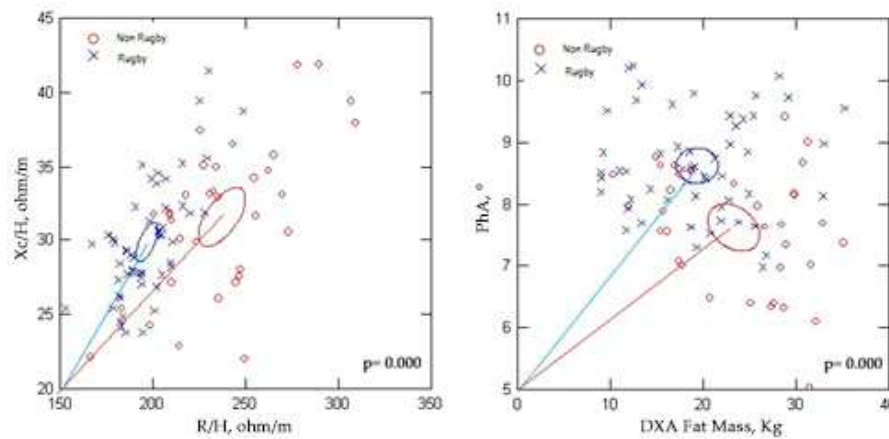 Non Rugby
Rugby
45
40
35
30
25
20
150
200
250
300
350
Xc/H, ohm/m
R/H, ohm/m
p= 0.000
Non Rugby
Rugby
11
10
9
8
7
6
5
0
10
20
30
40
PhA, °
DXA Fat Mass, Kg
p= 0.000